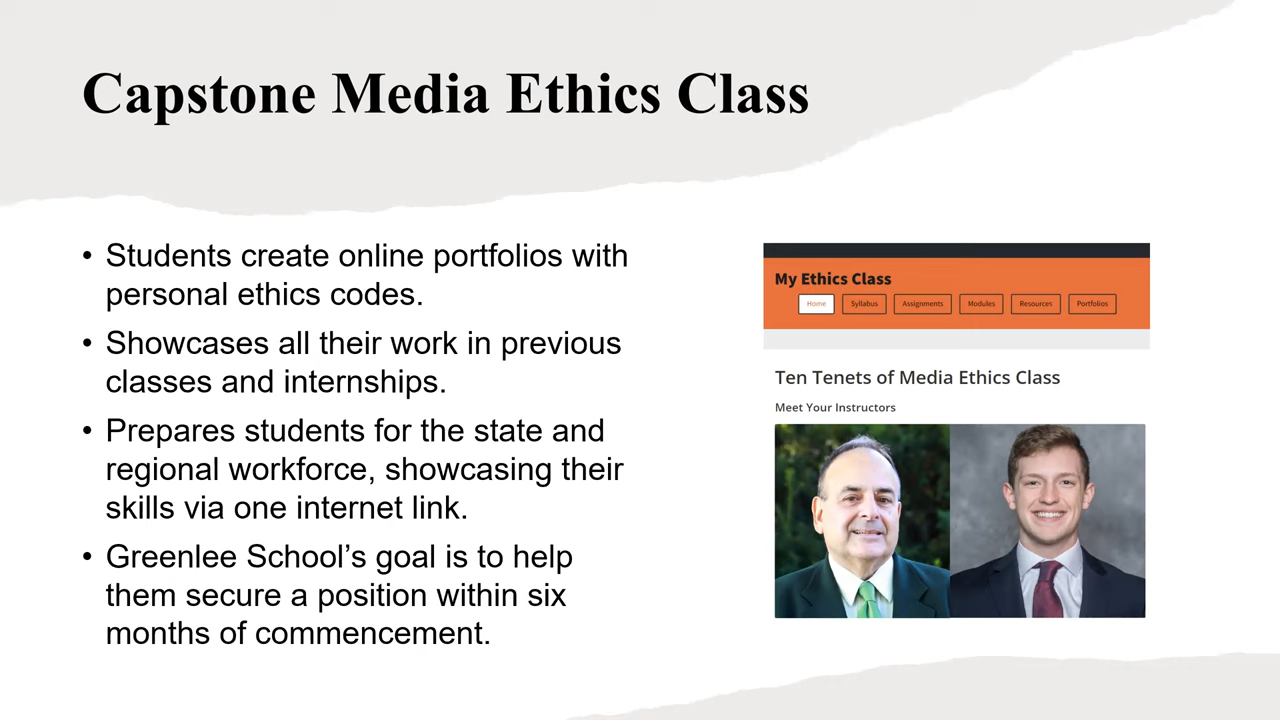 Capstone Media Ethics Class
• Students create online portfolios with
personal ethics codes.
• Showcases all their work in previous
classes and internships.
• Prepares students for the state and
regional workforce, showcasing their
skills via one internet link.
• Greenlee School’s goal is to help
them secure a position within six
months of commencement.
My Ethics Class
Home Syllabus Assignments Modules Resources Portfolios
Ten Tenets of Media Ethics Class
Meet Your Instructors